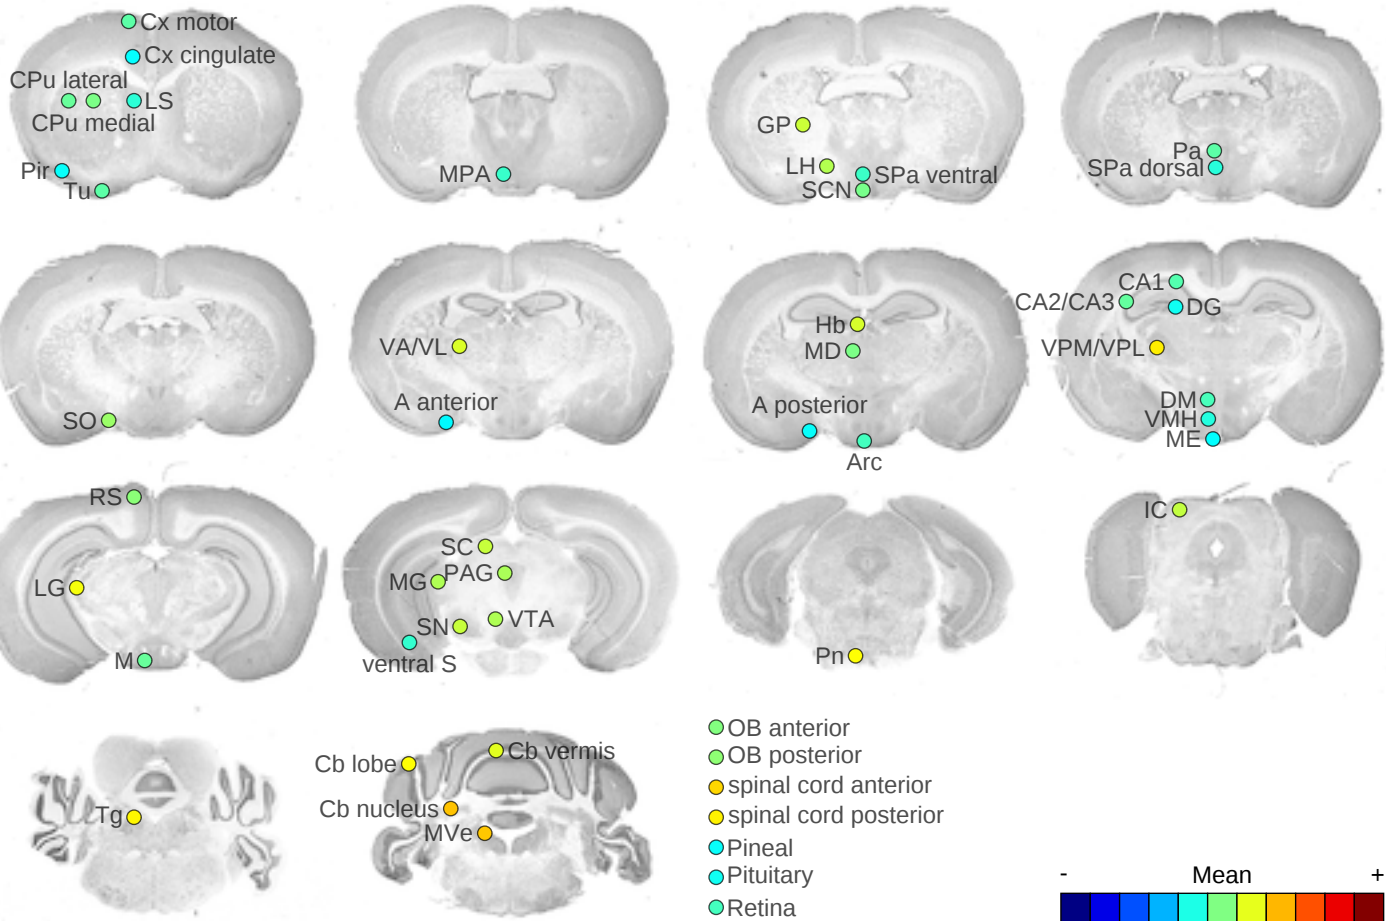 Cx motor
Cx cingulate
CPu lateral
LS
CPu medial
Pir
Tu
MPA
GP
LH
SPa ventral
SCN
Pa
SPa dorsal
SO
VA/VL
A anterior
Hb
MD
A posterior
Arc
CA1
CA2/CA3
DG
VPM/VPL
DM
VMH
ME
RS
LG
M
SC
MG
PAG
SN
VTA
ventral S
Pn
IC
Tg
Cb lobe
Cb vermis
Cb nucleus
MVe
OB anterior
OB posterior
spinal cord anterior
spinal cord posterior
Pineal
Pituitary
Retina
- Mean +